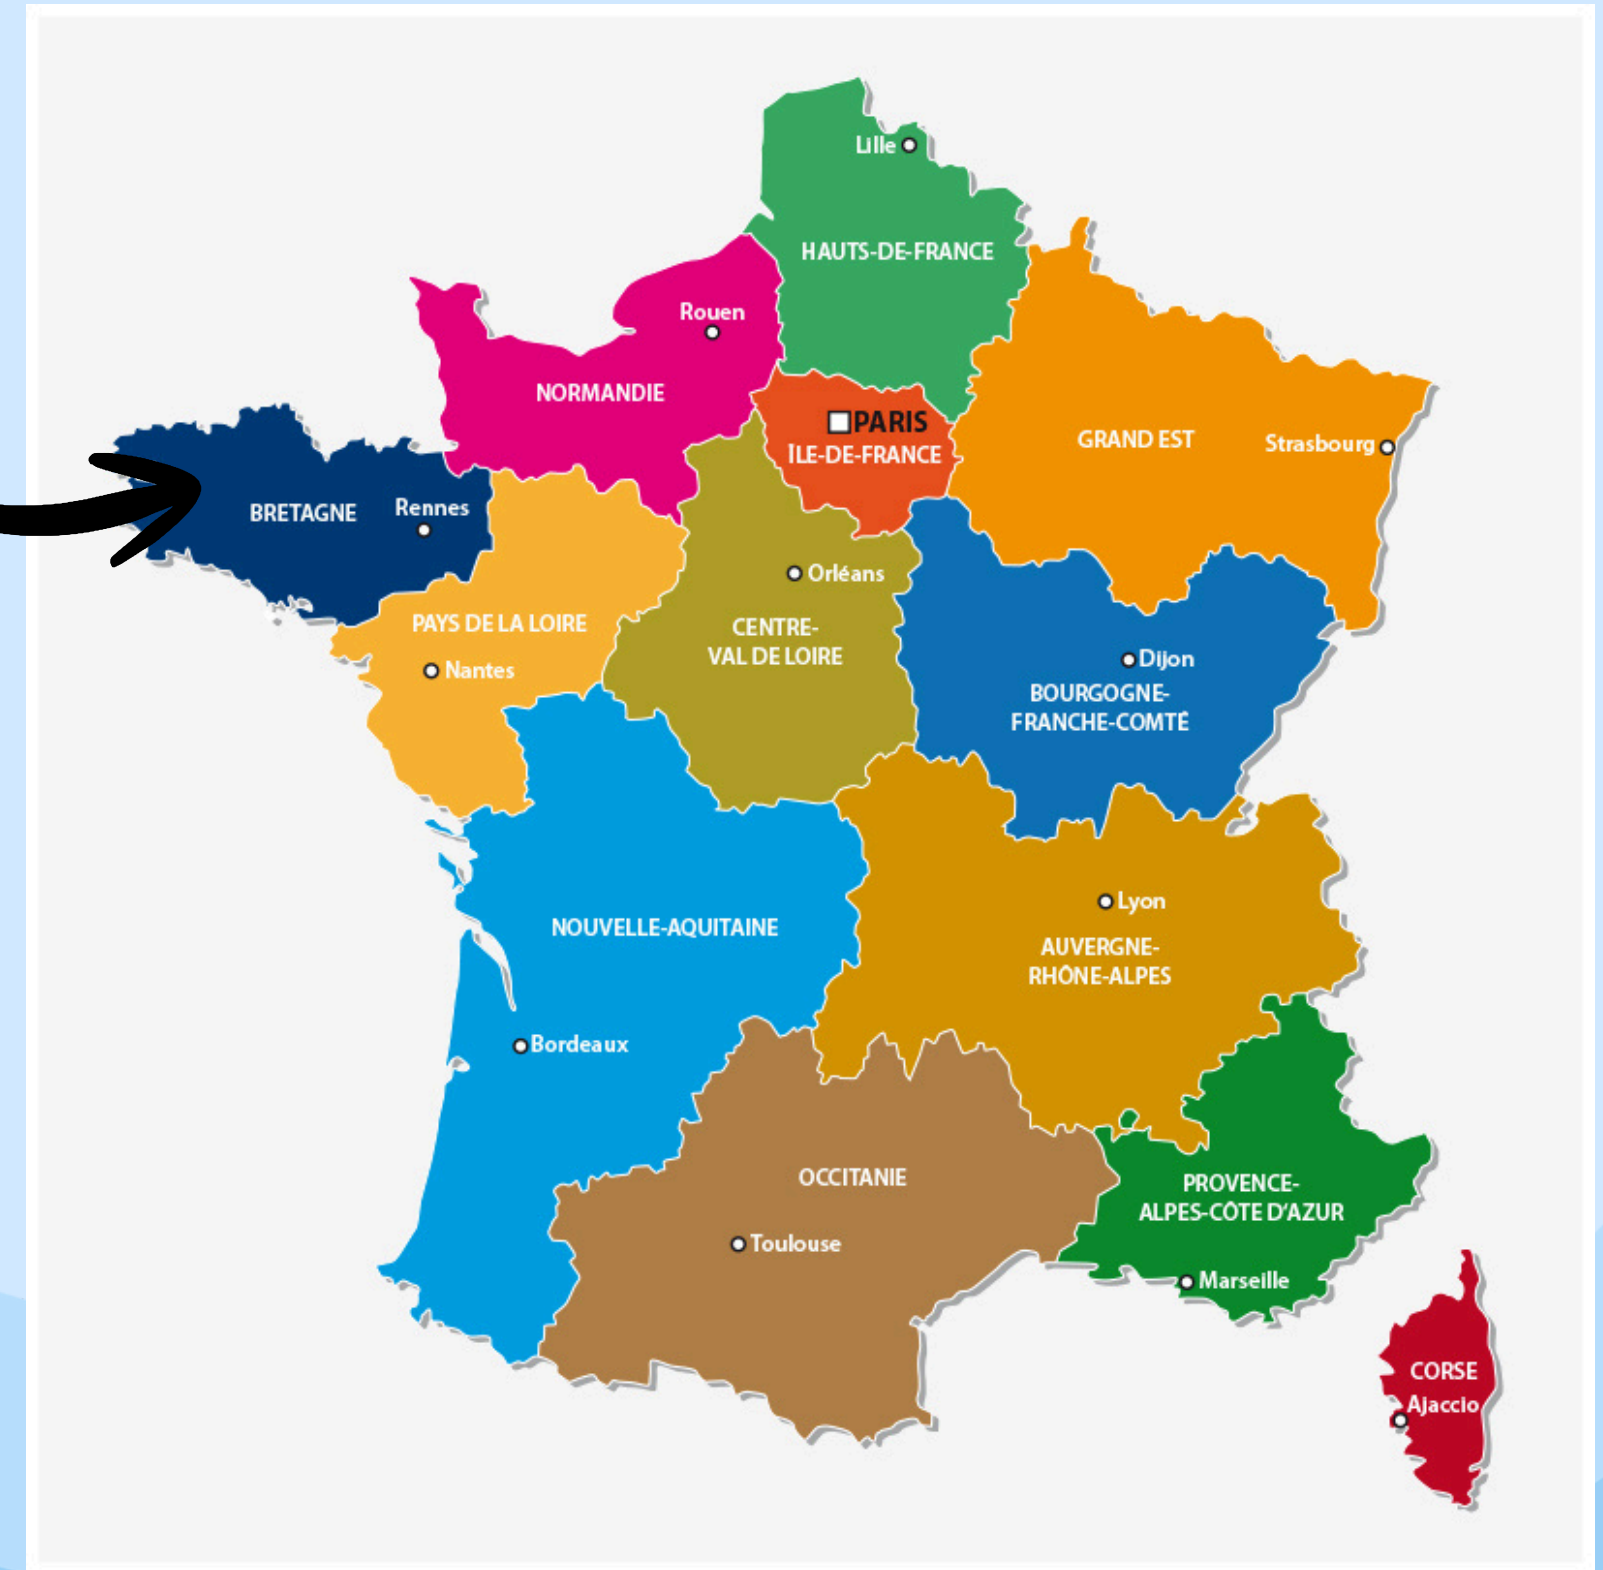 Lille
HAUTS-DE-FRANCE
Rouen
NORMANDIE
PARIS
ÎLE-DE-FRANCE
GRAND EST
Strasbourg
BRETAGNE
Rennes
Orléans
CENTRE-
VAL DE LOIRE
PAYS DE LA LOIRE
Nantes
Dijon
BOURGOGNE-
FRANCHE-COMTÉ
NOUVELLE-AQUITAINE
Bordeaux
Lyon
AUVERGNE-
RHÔNE-ALPES
OCCITANIE
Toulouse
PROVENCE-
ALPES-CÔTE D'AZUR
Marseille
CORSE
Ajaccio